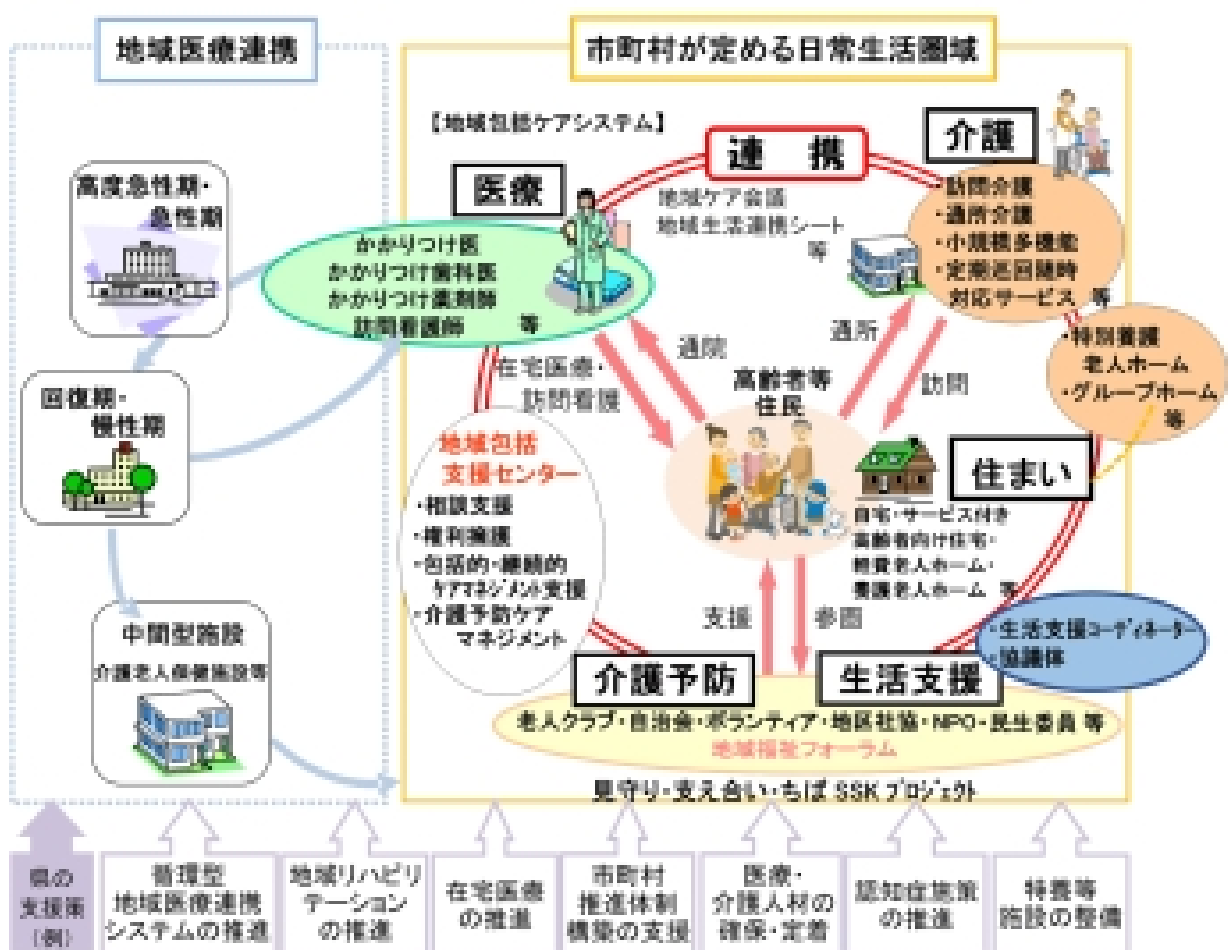 地域医療連携
市町村が定める日常生活圏域
【地域包括ケアシステム】
連 携
介護
医療
地域ケア会議
地域生活連携シート
等
・訪問介護
・通所介護
・小規模多機能
・定期巡回随時
対応サービス 等
高度急性期・
急性期
かかりつけ医
かかりつけ歯科医
かかりつけ薬剤師
訪問看護師 等
・特別養護
老人ホーム
・グループホーム
等
通院
通所
訪問
在宅医療・
訪問看護
高齢者等
住民
回復期・
慢性期
地域包括
支援センター
・相談支援
・権利擁護
・包括的・継続的
ケアマネジメント支援
・介護予防ケア
マネジメント
住まい
自宅・サービス付き
高齢者向け住宅・
軽費老人ホーム・
養護老人ホーム 等
支援
参画
・生活支援コーディネーター
・協議体
中間型施設
介護老人保健施設等
介護予防
生活支援
老人クラブ・自治会・ボランティア・地区社協・NPO・民生委員 等
地域福祉フォーラム
見守り・支え合い・ちば SSK プロジェクト
県の
支援策
(例)
循環型
地域医療連携
システムの推進
地域リハビリ
テーション
の推進
在宅医療
の推進
市町村
推進体制
構築の支援
医療・
介護人材の
確保・定着
認知症施策
の推進
特養等
施設の整備